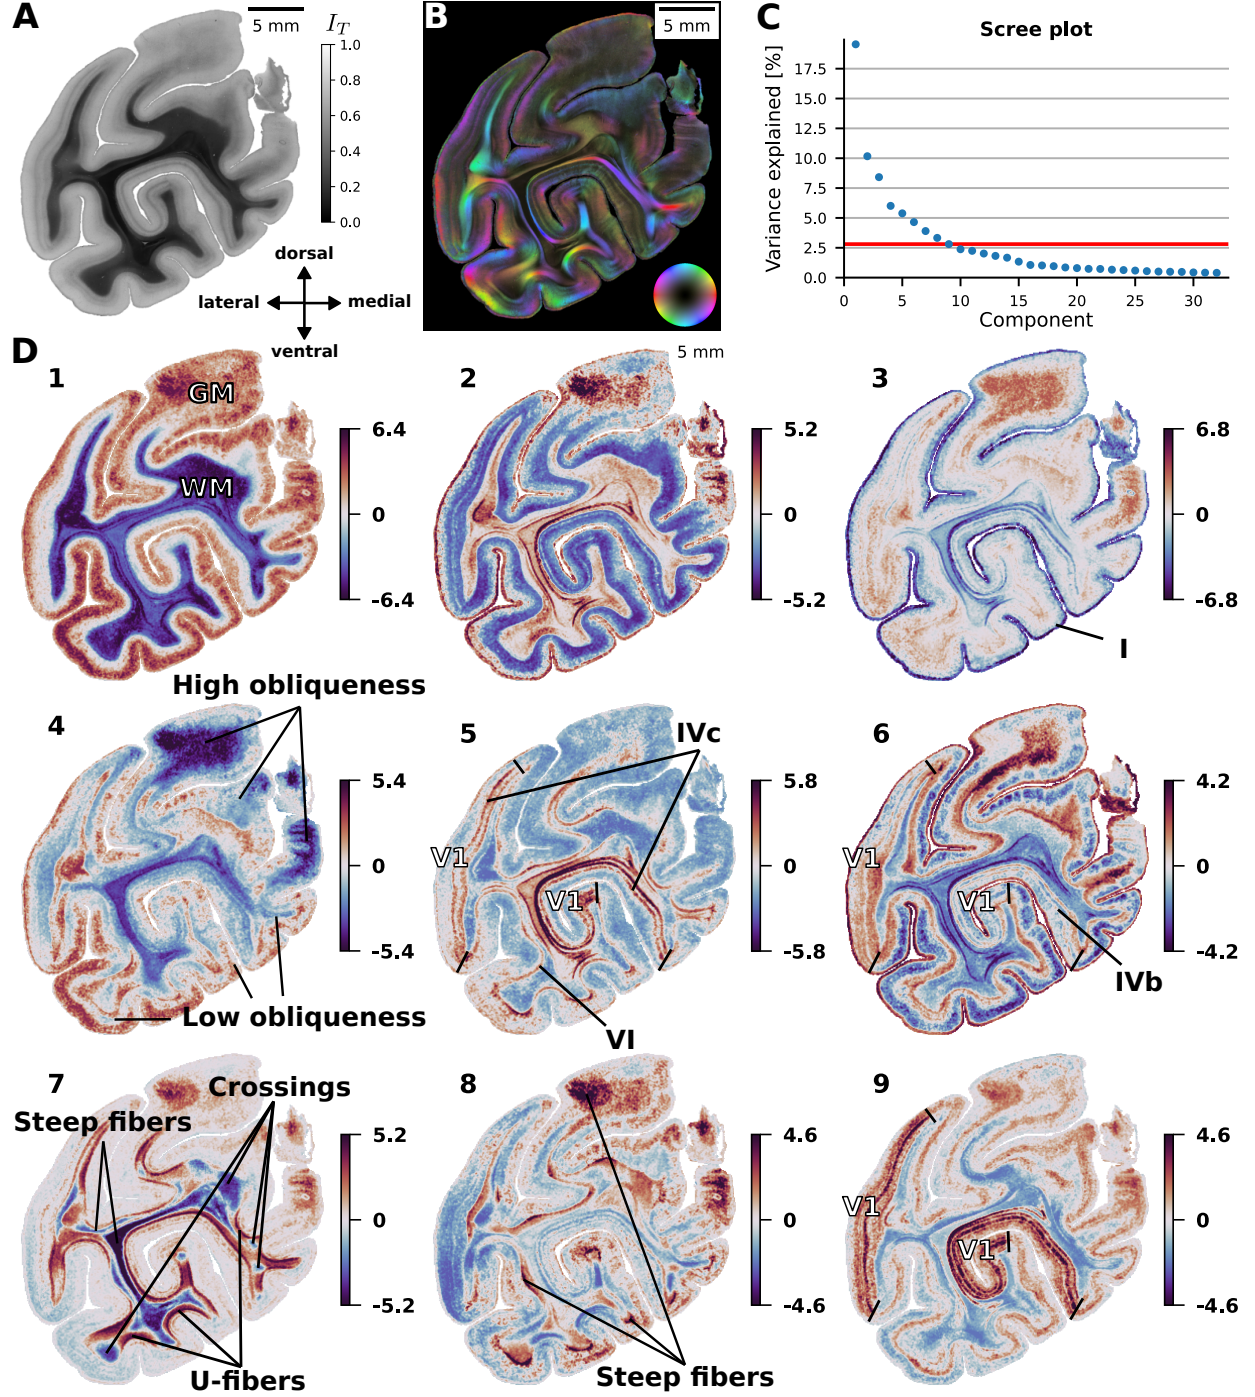 A
5 mm
I_T
1.0
0.8
0.6
0.4
0.2
0.0
dorsal
lateral
medial
ventral
B
5 mm
C
Scree plot
Variance explained [%]
17.5
15.0
12.5
10.0
7.5
5.0
2.5
0.0
0
5
10
15
20
25
30
Component
D
5 mm
1
GM
WM
6.4
0
-6.4
2
5.2
0
-5.2
3
6.8
0
-6.8
I
High obliqueness
4
5.4
0
-5.4
Low obliqueness
5
IVc
V1
V1
5.8
0
-5.8
VI
6
V1
V1
4.2
0
-4.2
IVb
7
Crossings
Steep fibers
5.2
0
-5.2
U-fibers
8
4.6
0
-4.6
Steep fibers
9
V1
V1
4.6
0
-4.6